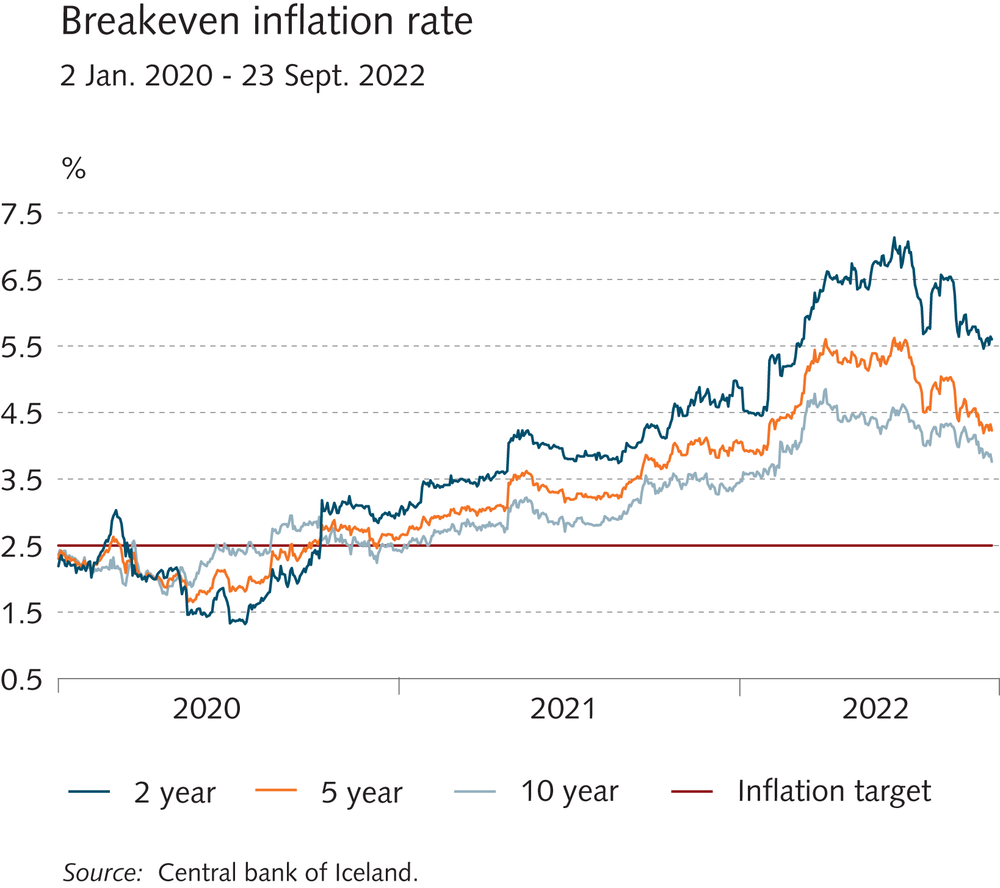 Breakeven inflation rate
2 Jan. 2020 - 23 Sept. 2022
%
7.5
6.5
5.5
4.5
3.5
2.5
1.5
0.5
2020 2021 2022
2 year 5 year 10 year Inflation target
Source: Central bank of Iceland.